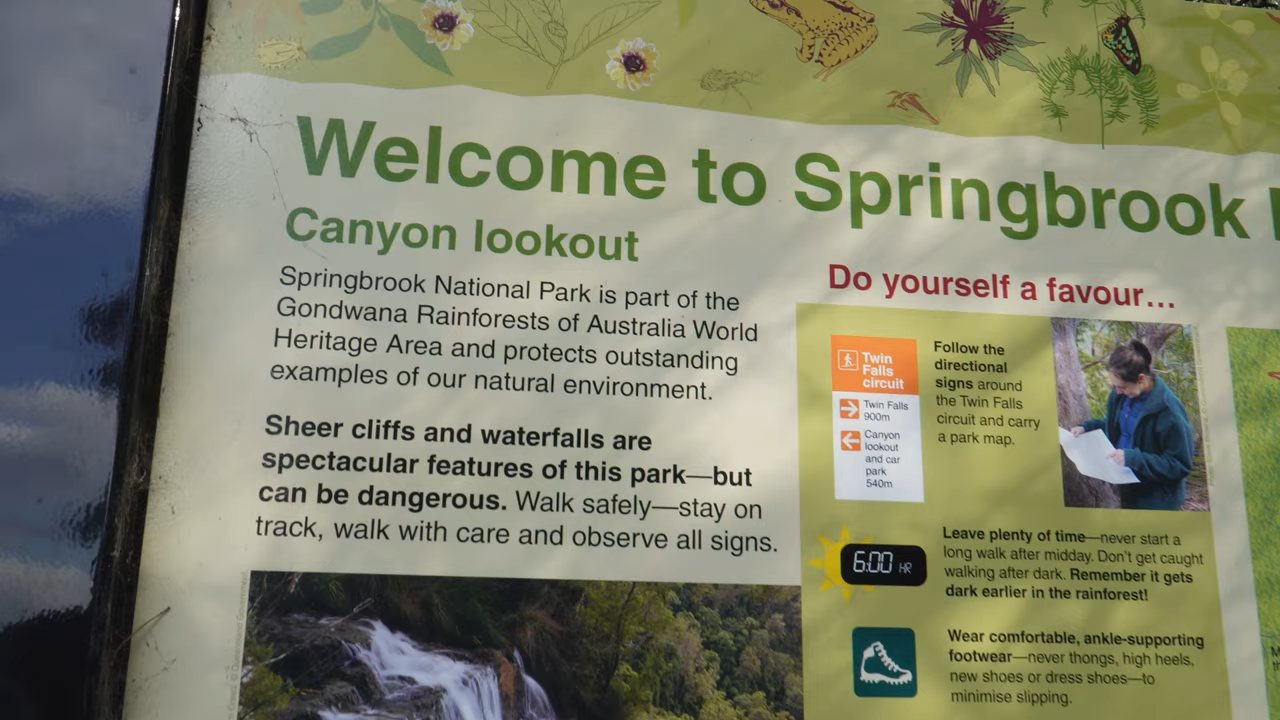 Welcome to Springbrook
Canyon lookout
Springbrook National Park is part of the
Gondwana Rainforests of Australia World
Heritage Area and protects outstanding
examples of our natural environment.
Sheer cliffs and waterfalls are
spectacular features of this park—but
can be dangerous. Walk safely—stay on
track, walk with care and observe all signs.
Do yourself a favour...
Twin
Falls
circuit
Twin Falls
900m
Canyon
lookout
and car
park
540m
Follow the
directional
signs around
the Twin Falls
circuit and carry
a park map.
6:00 HR
Leave plenty of time—never start a
long walk after midday. Don't get caught
walking after dark. Remember it gets
dark earlier in the rainforest!
Wear comfortable, ankle-supporting
footwear—never thongs, high heels,
new shoes or dress shoes—to
minimise slipping.